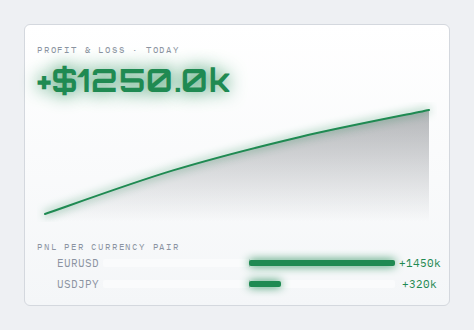 PROFIT & LOSS · TODAY
+$1250.0k
PNL PER CURRENCY PAIR
EURUSD +1450k
USDJPY +320k